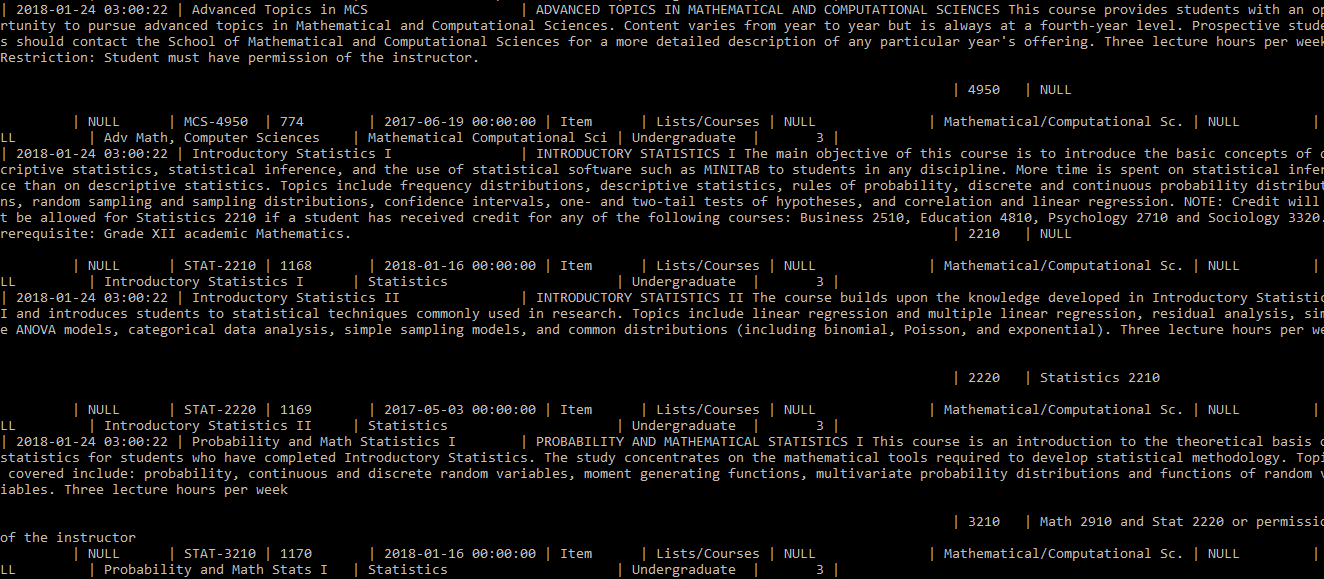 | 2018-01-24 03:00:22 | Advanced Topics in MCS | ADVANCED TOPICS IN MATHEMATICAL AND COMPUTATIONAL SCIENCES This course provides students with an op
rtunity to pursue advanced topics in Mathematical and Computational Sciences. Content varies from year to year but is always at a fourth-year level. Prospective stude
s should contact the School of Mathematical and Computational Sciences for a more detailed description of any particular year's offering. Three lecture hours per week
Restriction: Student must have permission of the instructor.
| 4950 | NULL
| NULL | MCS-4950 | 774 | 2017-06-19 00:00:00 | Item | Lists/Courses | NULL | Mathematical/Computational Sc. | NULL |
LL | Adv Math, Computer Sciences | Mathematical Computational Sci | Undergraduate | 3 |
| 2018-01-24 03:00:22 | Introductory Statistics I | INTRODUCTORY STATISTICS I The main objective of this course is to introduce the basic concepts of d
criptive statistics, statistical inference, and the use of statistical software such as MINITAB to students in any discipline. More time is spent on statistical infer
ce than on descriptive statistics. Topics include frequency distributions, descriptive statistics, rules of probability, discrete and continuous probability distribut
ns, random sampling and sampling distributions, confidence intervals, one- and two-tail tests of hypotheses, and correlation and linear regression. NOTE: Credit will
t be allowed for Statistics 2210 if a student has received credit for any of the following courses: Business 2510, Education 4810, Psychology 2710 and Sociology 3320.
rerequisite: Grade XII academic Mathematics. | 2210 | NULL
| NULL | STAT-2210 | 1168 | 2018-01-16 00:00:00 | Item | Lists/Courses | NULL | Mathematical/Computational Sc. | NULL |
LL | Introductory Statistics I | Statistics | Undergraduate | 3 |
| 2018-01-24 03:00:22 | Introductory Statistics II | INTRODUCTORY STATISTICS II The course builds upon the knowledge developed in Introductory Statistic
I and introduces students to statistical techniques commonly used in research. Topics include linear regression and multiple linear regression, residual analysis, sim
e ANOVA models, categorical data analysis, simple sampling models, and common distributions (including binomial, Poisson, and exponential). Three lecture hours per we
| 2220 | Statistics 2210
| NULL | STAT-2220 | 1169 | 2017-05-03 00:00:00 | Item | Lists/Courses | NULL | Mathematical/Computational Sc. | NULL |
LL | Introductory Statistics II | Statistics | Undergraduate | 3 |
| 2018-01-24 03:00:22 | Probability and Math Statistics I | PROBABILITY AND MATHEMATICAL STATISTICS I This course is an introduction to the theoretical basis o
statistics for students who have completed Introductory Statistics. The study concentrates on the mathematical tools required to develop statistical methodology. Topi
covered include: probability, continuous and discrete random variables, moment generating functions, multivariate probability distributions and functions of random v
iables. Three lecture hours per week
| 3210 | Math 2910 and Stat 2220 or permissio
of the instructor
| NULL | STAT-3210 | 1170 | 2018-01-16 00:00:00 | Item | Lists/Courses | NULL | Mathematical/Computational Sc. | NULL |
LL | Probability and Math Stats I | Statistics | Undergraduate | 3 |